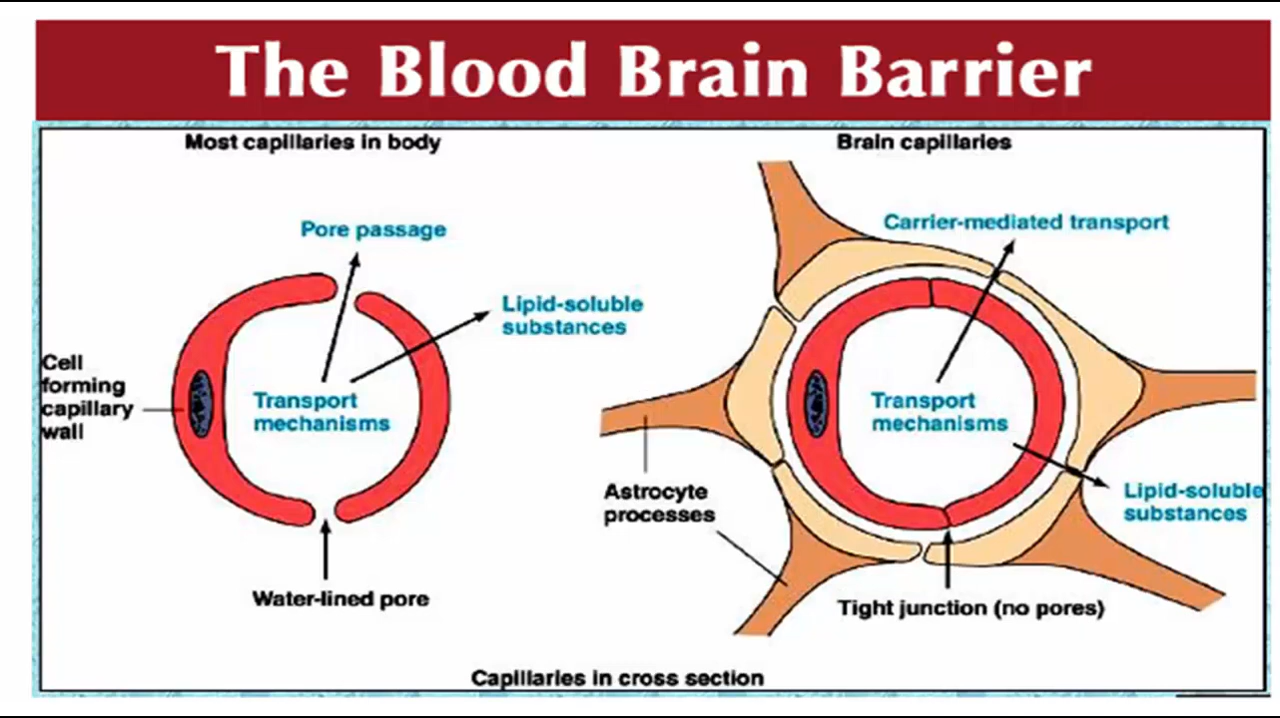 The Blood Brain Barrier
Most capillaries in body
Brain capillaries
Pore passage
Carrier-mediated transport
Lipid-soluble
substances
Cell
forming
capillary
wall
Transport
mechanisms
Transport
mechanisms
Astrocyte
processes
Lipid-soluble
substances
Water-lined pore
Tight junction (no pores)
Capillaries in cross section